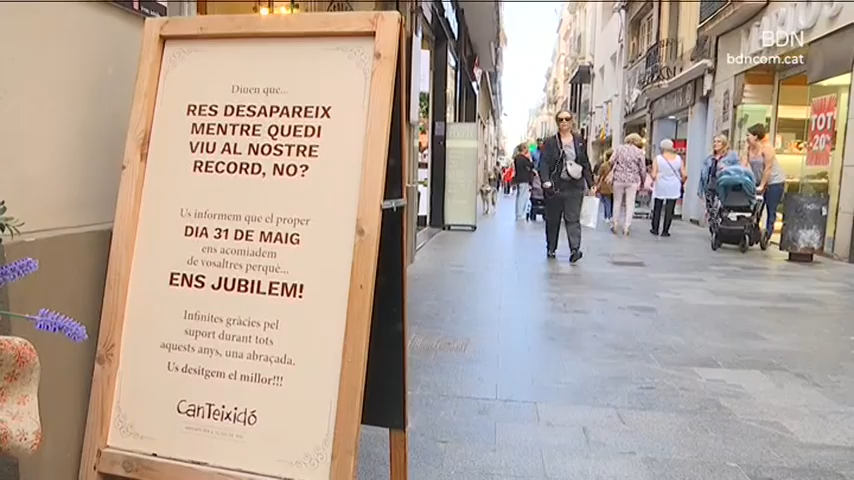 BDN
bdncom.cat
Diuen que...
RES DESAPAREIX
MENTRE QUEDI
VIU AL NOSTRE
RECORD, NO?
Us informem que el proper
DIA 31 DE MAIG
ens acomiadem
de vosaltres perquè...
ENS JUBILEM!
Infinites gràcies pel
suport durant tots
aquests anys, una abraçada.
Us desitgem el millor!!!
CanTeixidó
TOT
-20%